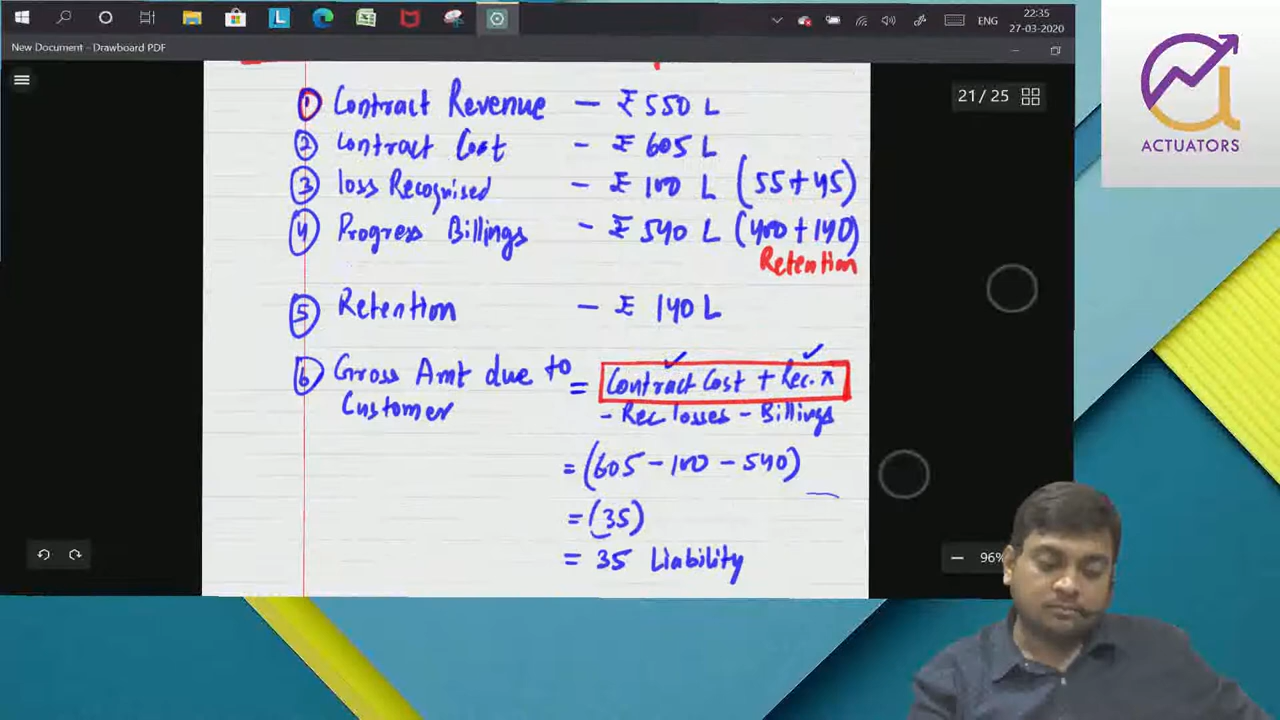 22:35
ENG
27-03-2020
New Document - Drawboard PDF
21 / 25
ACTUATORS
① Contract Revenue - ₹ 550 L
② Contract Cost - ₹ 605 L
③ loss Recognised - ₹ 100 L (55+45)
④ Progress Billings - ₹ 540 L (400+140)
Retention
⑤ Retention - ₹ 140 L
⑥ Gross Amt due to = Contract Cost + Rec. π
Customer - Rec losses - Billings
= (605 - 100 - 540)
= (35)
= 35 Liability
96%